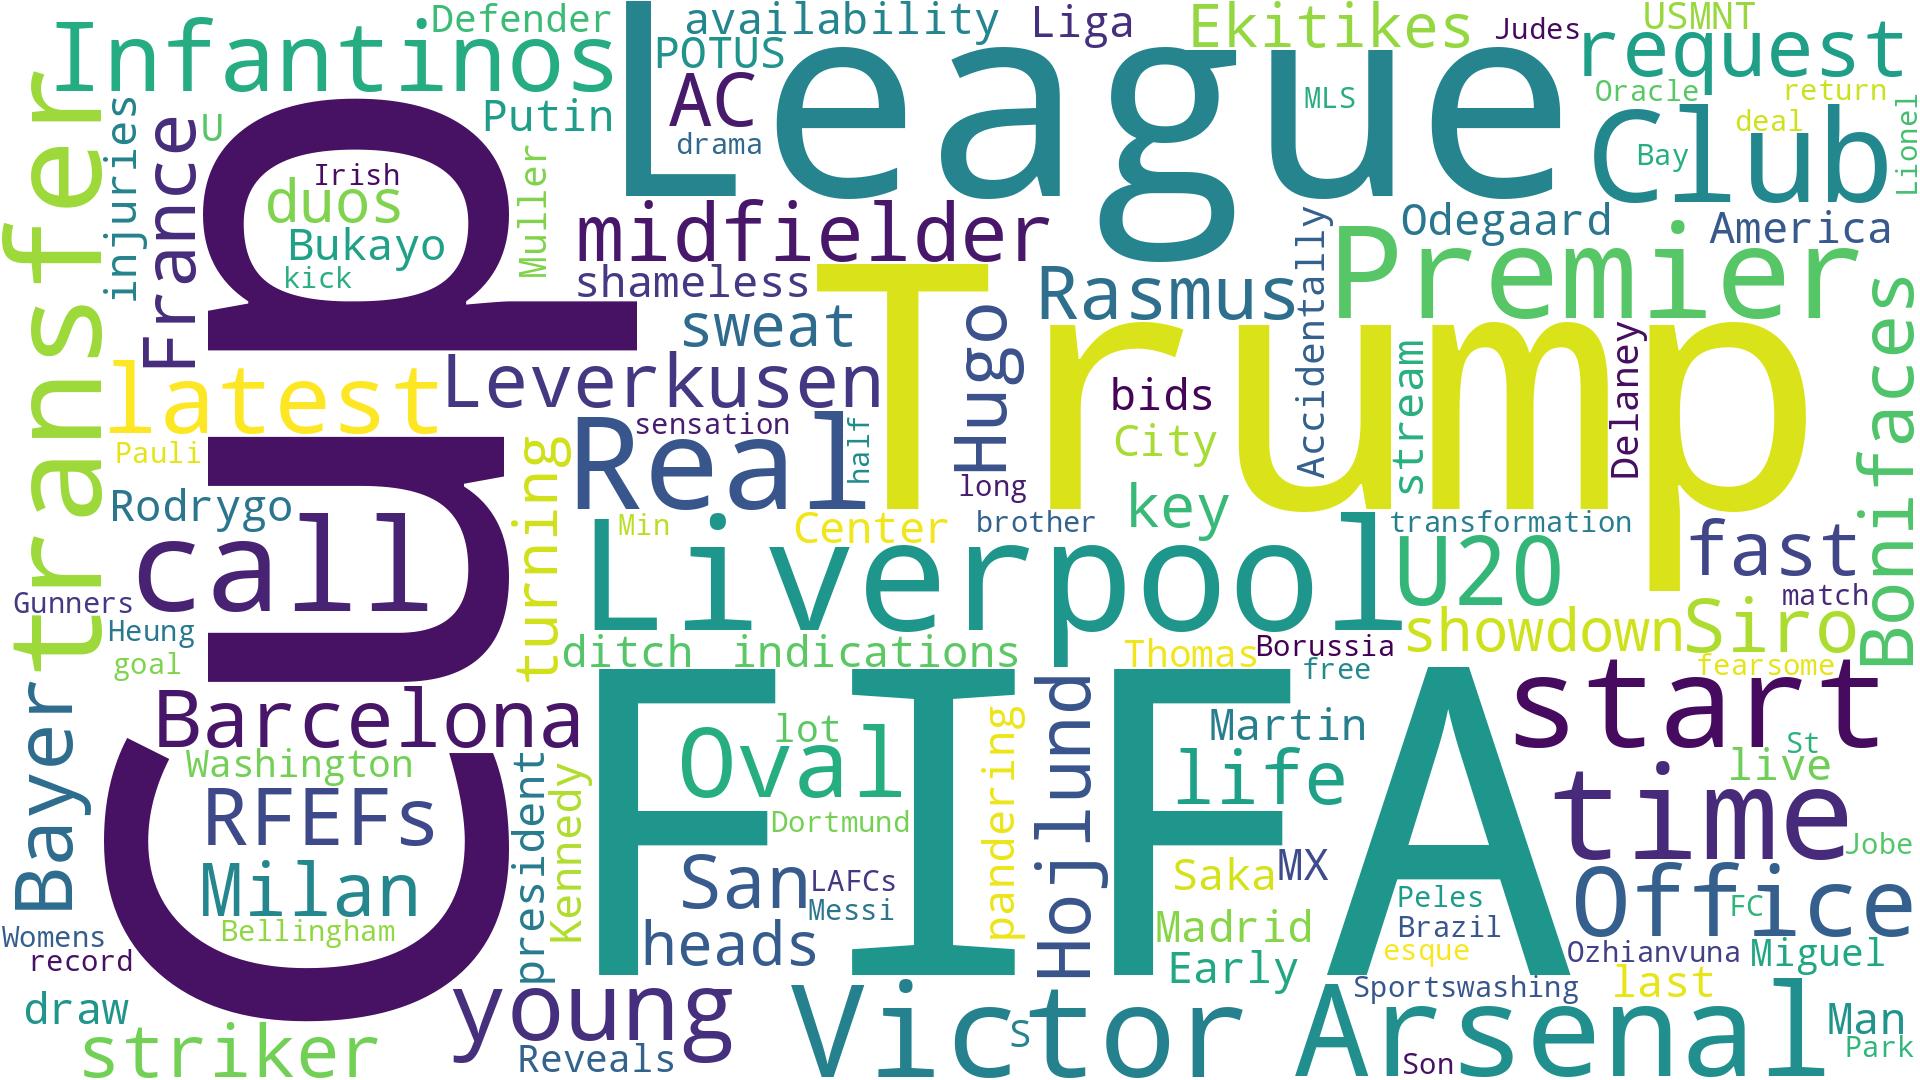 Defender
availability
Liga
Ekitikes
Judes
USMNT
Infantinos
POTUS
League
request
AC
MLS
Oracle
return
Putin
drama
Club
deal
Lionel
transfer
injuries
France
U
Cup
Irish
duos
Bukayo
kick
Muller
midfielder
shameless
Rasmus
Accidentally
Odegaard
America
Bay
Premier
sweat
Trump
Hugo
latest
Leverkusen
bids
City
stream
Delaney
Bonifaces
Pauli
sensation
Real
half
long
key
Rodrygo
call
turning
Min
Center
brother
transformation
Liverpool
U20
fast
match
Gunners
Heung
goal
ditch
indications
Thomas
Borussia
free
showdown
Siro
fearsome
Bayer
Barcelona
FIFA
Oval
lot
pandering
Hojlund
Martin
start
Washington
president
Kennedy
life
St
live
RFEFs
Dortmund
time
Jobe
Milan
San
LAFCs
Messi
Saka
MX
Peles
Office
FC
Bellingham
Womens
record
heads
Madrid
Brazil
esque
Early
Ozhianvuna
Miguel
draw
young
Victor
S
Sportswashing
last
Arsenal
Man
Park
striker
Reveals
Son